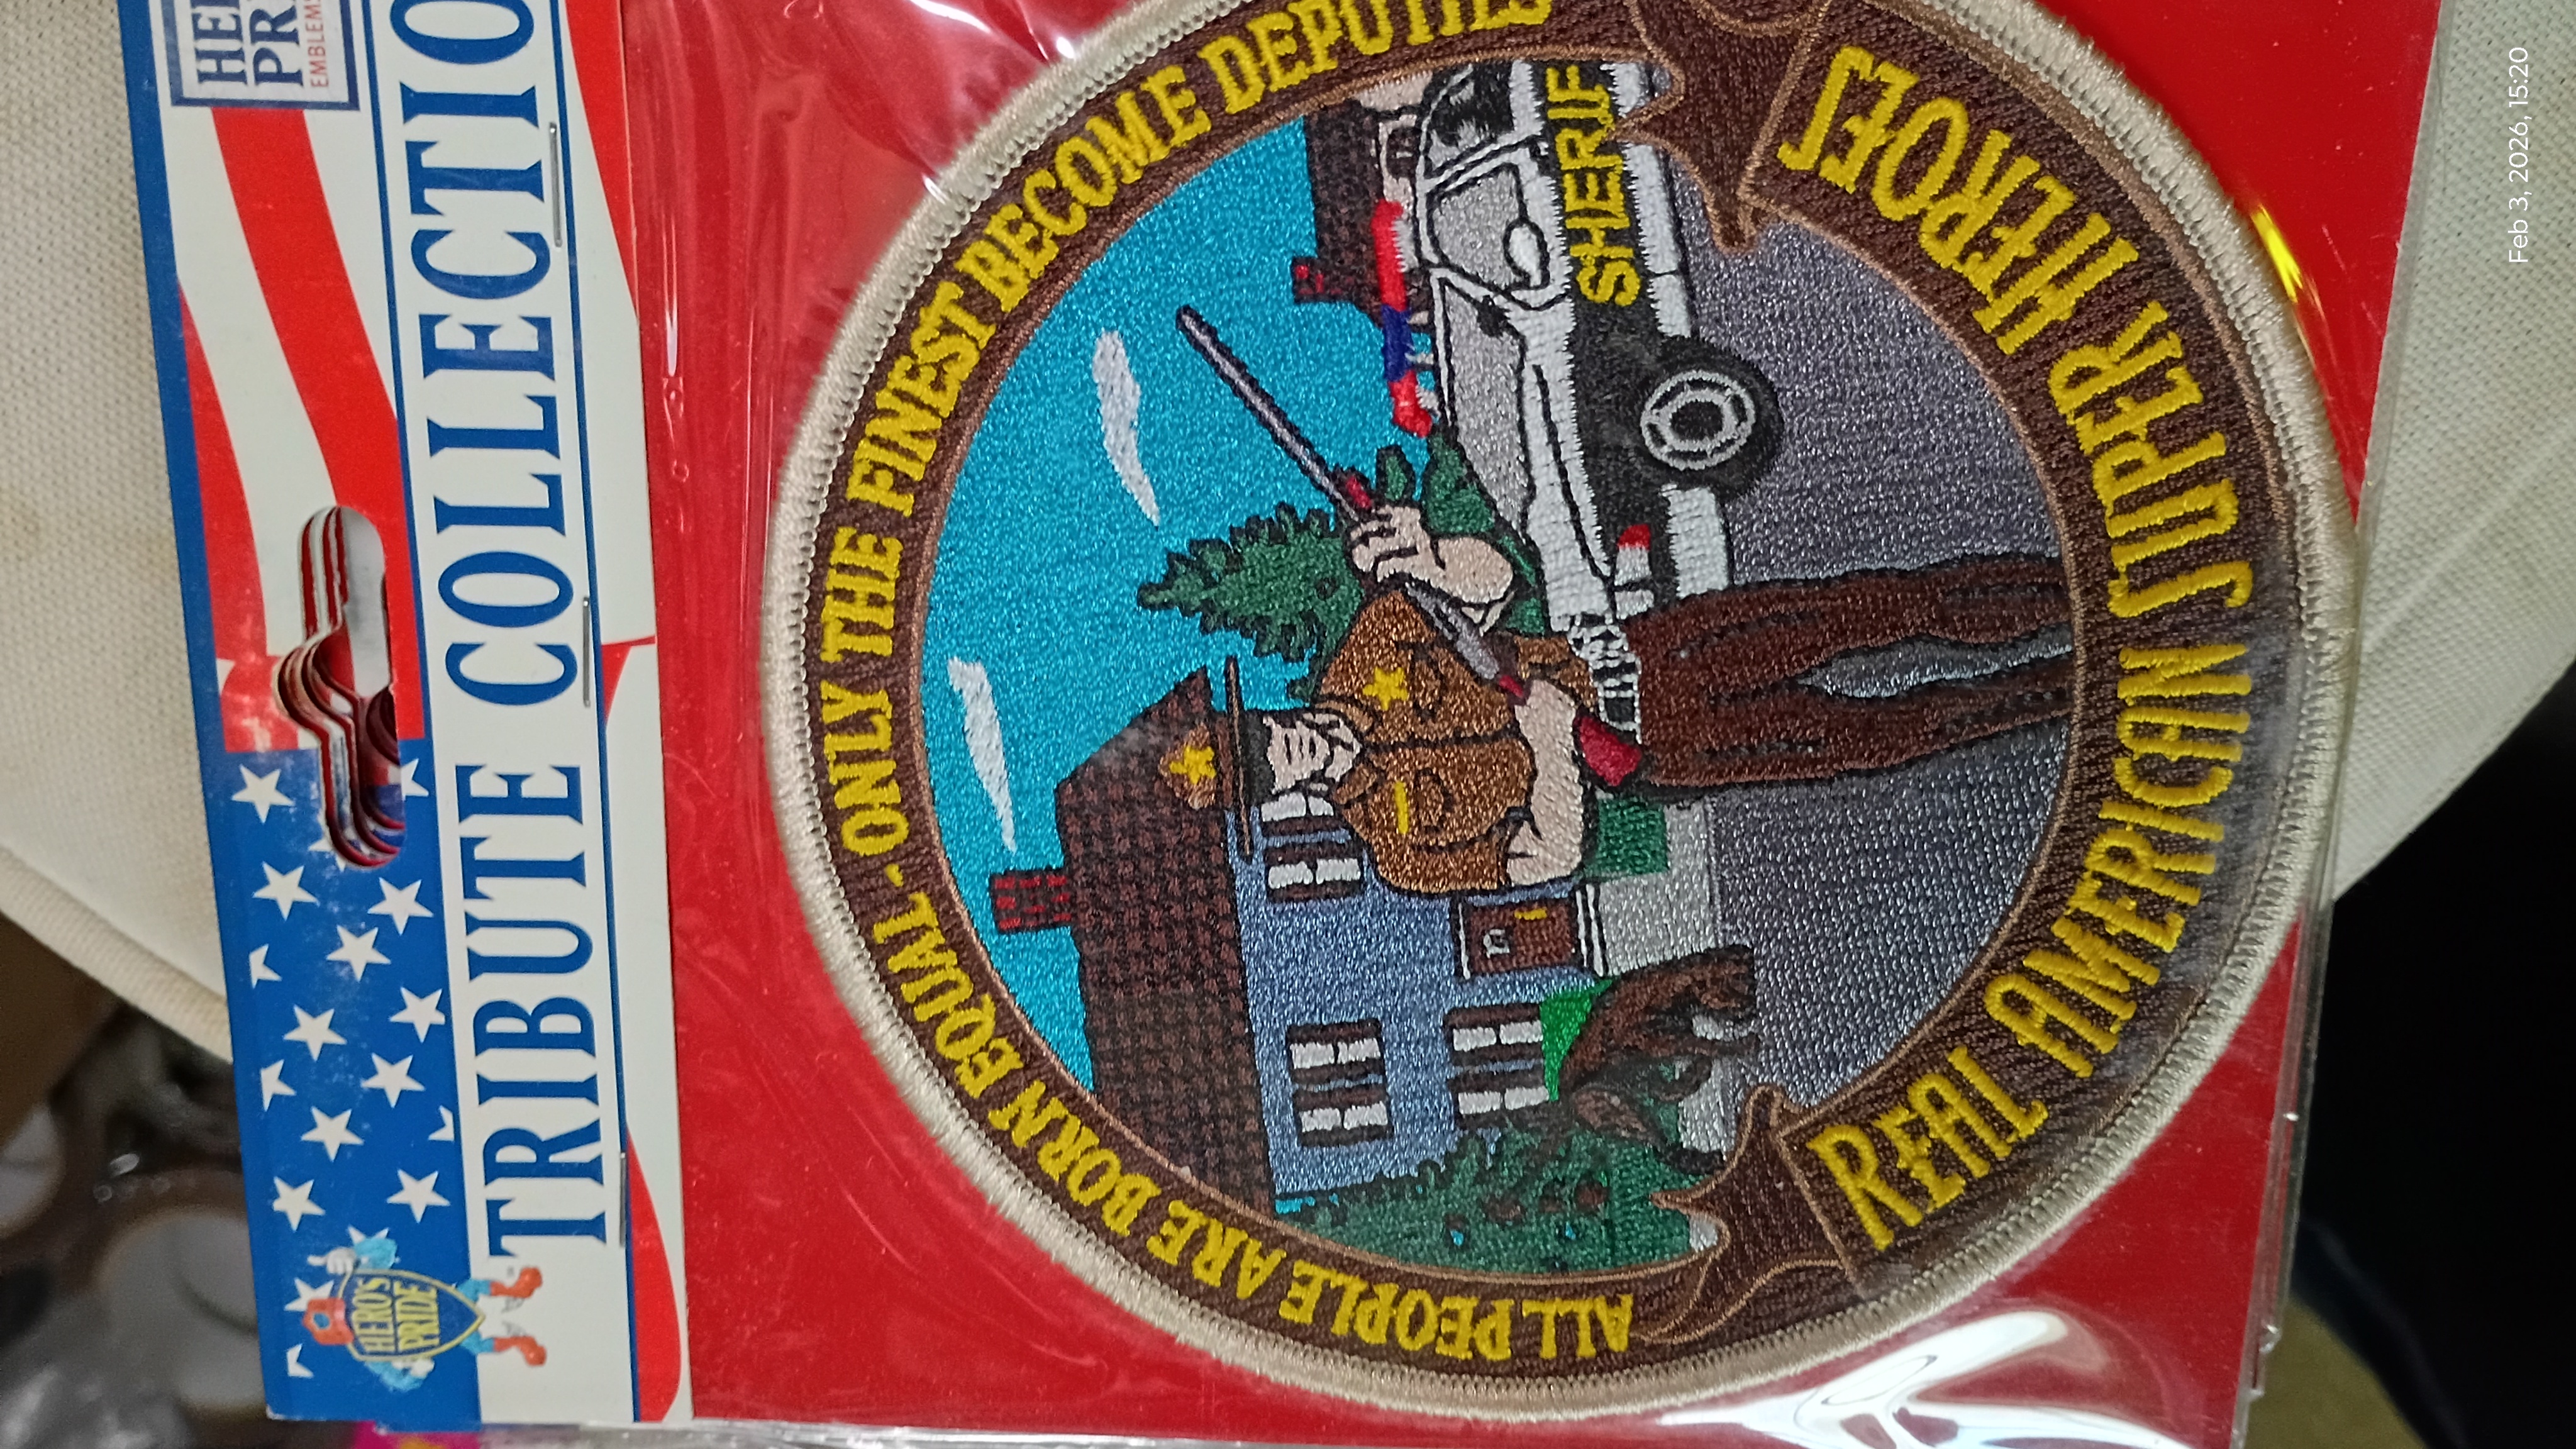 EMBLEMS
TRIBUTE COLLECTIO
HERO'S
PRIDE
ALL PEOPLE ARE BORN EQUAL - ONLY THE FINEST BECOME DEPUTIES
SHERIF
REAL AMERICAN SUPER HEROES
Feb 3, 2026, 15:20